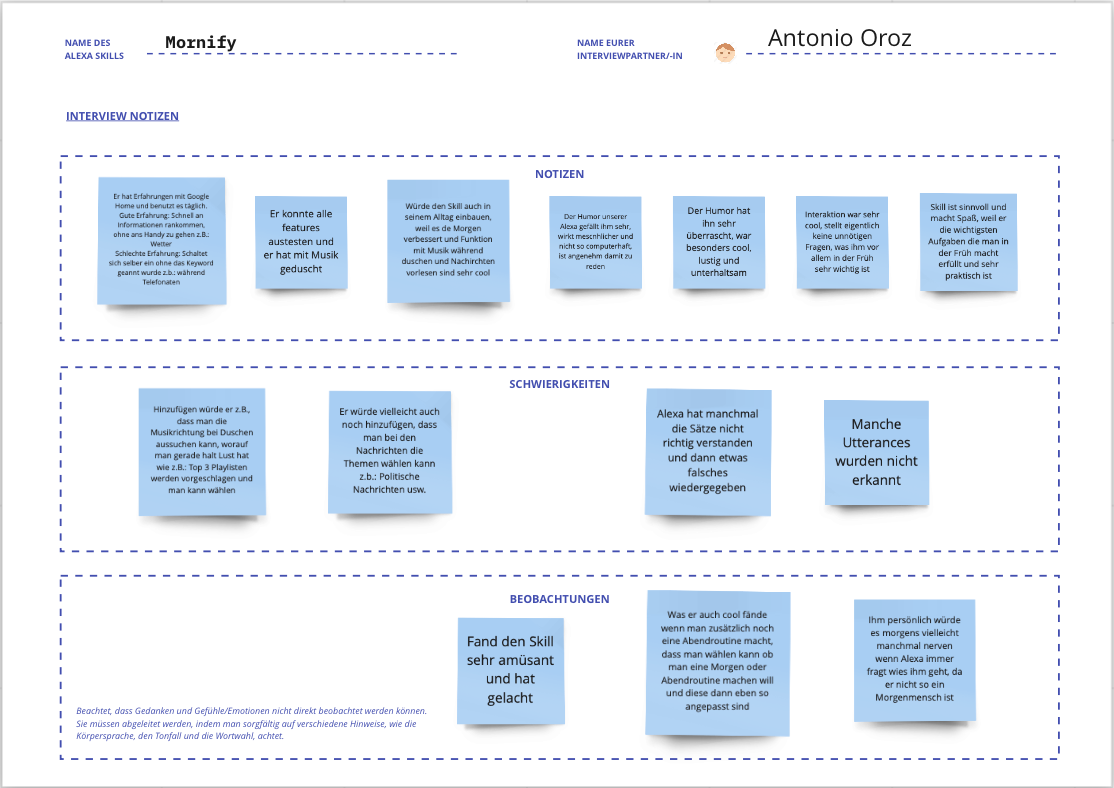 NAME DES
ALEXA SKILLS
Mornify
NAME EURER
INTERVIEWPARTNER/-IN
Antonio Oroz
INTERVIEW NOTIZEN
NOTIZEN
Er hat Erfahrungen mit Google
Home und benutzt es täglich.
Gute Erfahrung: Schnell an
Informationen rankommen,
ohne ans Handy zu gehen z.B.:
Wetter
Schlechte Erfahrung: Schaltet
sich selber ein ohne das Keyword
geannt wurde z.b.: während
Telefonaten
Er konnte alle
features
austesten und
er hat mit Musik
geduscht
Würde den Skill auch in
seinem Alltag einbauen,
weil es de Morgen
verbessert und Funktion
mit Musik während
duschen und Nachirchten
vorlesen sind sehr cool
Der Humor unserer
Alexa gefällt ihm sehr,
wirkt mescnhlicher und
nicht so computerhaft,
ist angenehm damit zu
reden
Der Humor hat
ihn sehr
überrascht, war
besonders cool,
lustig und
unterhaltsam
Interaktion war sehr
cool, stellt eigentlich
keine unnötigen
Fragen, was ihm vor
allem in der Früh
sehr wichtig ist
Skill ist sinnvoll und
macht Spaß, weil er
die wichtigsten
Aufgaben die man in
der Früh macht
erfüllt und sehr
praktisch ist
SCHWIERIGKEITEN
Hinzufügen würde er z.B.,
dass man die
Musikrichtung bei Duschen
aussuchen kann, worauf
man gerade halt Lust hat
wie z.B.: Top 3 Playlisten
werden vorgeschlagen und
man kann wählen
Er würde vielleicht auch
noch hinzufügen, dass
man bei den
Nachrichten die
Themen wählen kann
z.b.: Politische
Nachrichten usw.
Alexa hat manchmal
die Sätze nicht
richtig verstanden
und dann etwas
falsches
wiedergegeben
Manche
Utterances
wurden nicht
erkannt
BEOBACHTUNGEN
Fand den Skill
sehr amüsant
und hat
gelacht
Was er auch cool fände
wenn man zusätzlich noch
eine Abendroutine macht,
dass man wählen kann ob
man eine Morgen oder
Abendroutine machen will
und diese dann eben so
angepasst sind
Ihm persönlich würde
es morgens vielleicht
manchmal nerven
wenn Alexa immer
fragt wies ihm geht, da
er nicht so ein
Morgenmensch ist
Beachtet, dass Gedanken und Gefühle/Emotionen nicht direkt beobachtet werden können.
Sie müssen abgeleitet werden, indem man sorgfältig auf verschiedene Hinweise, wie die
Körpersprache, den Tonfall und die Wortwahl, achtet.